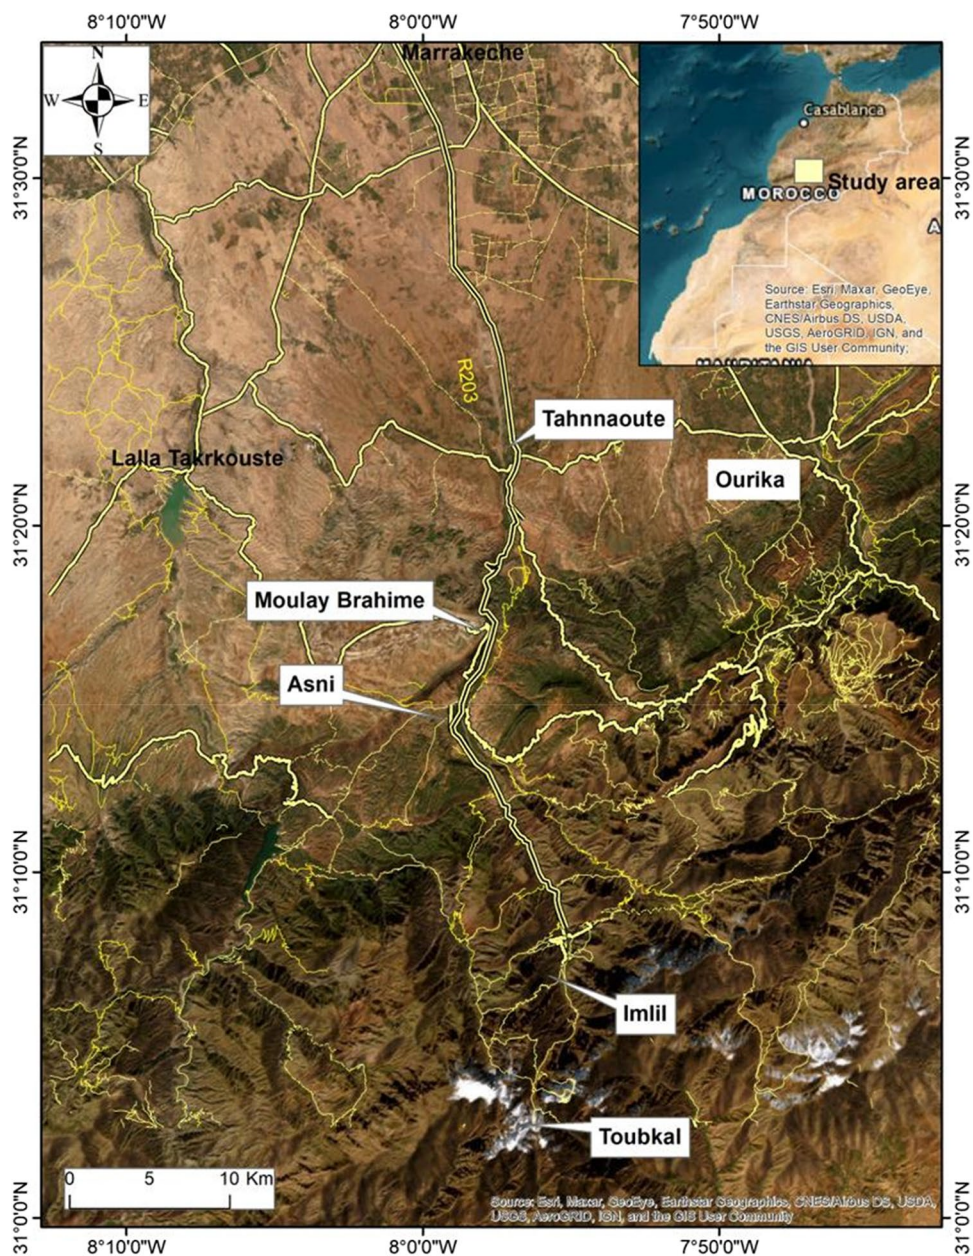 8°10'0"W 8°0'0"W 7°50'0"W
Marrakeche
N
W E
S
Casablanca
Study area
MOROCCO
A
Source: Esri, Maxar, GeoEye,
Earthstar Geographics,
CNES/Airbus DS, USDA,
USGS, AeroGRID, IGN, and
the GIS User Community;
MAURITANIA
31°30'0"N 31°30'0"N
R203
Tahnnaoute
Lalla Takrkouste
Ourika
31°20'0"N 31°20'0"N
Moulay Brahime
Asni
31°10'0"N 31°10'0"N
Imlil
Toubkal
0 5 10 Km
Source: Esri, Maxar, GeoEye, Earthstar Geographics, CNES/Airbus DS, USDA,
USGS, AeroGRID, IGN, and the GIS User Community
31°0'0"N 31°0'0"N
8°10'0"W 8°0'0"W 7°50'0"W